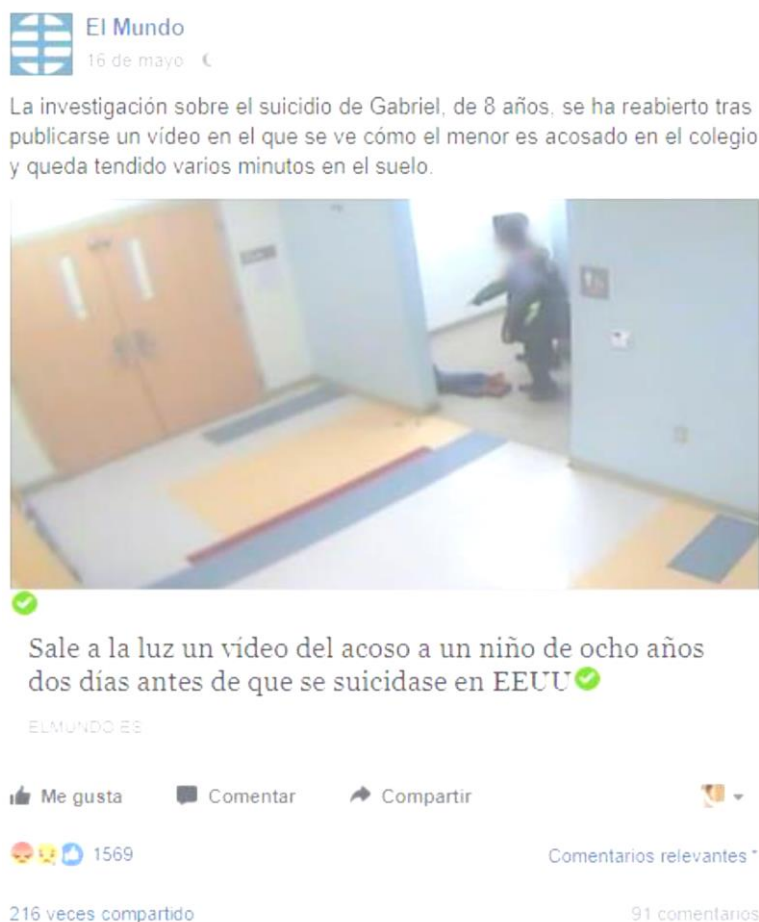 El Mundo
16 de mayo
La investigación sobre el suicidio de Gabriel, de 8 años, se ha reabierto tras
publicarse un vídeo en el que se ve cómo el menor es acosado en el colegio
y queda tendido varios minutos en el suelo.
Sale a la luz un vídeo del acoso a un niño de ocho años
dos días antes de que se suicidase en EEUU
ELMUNDO.ES
Me gusta Comentar Compartir
1569 Comentarios relevantes
216 veces compartido 91 comentarios